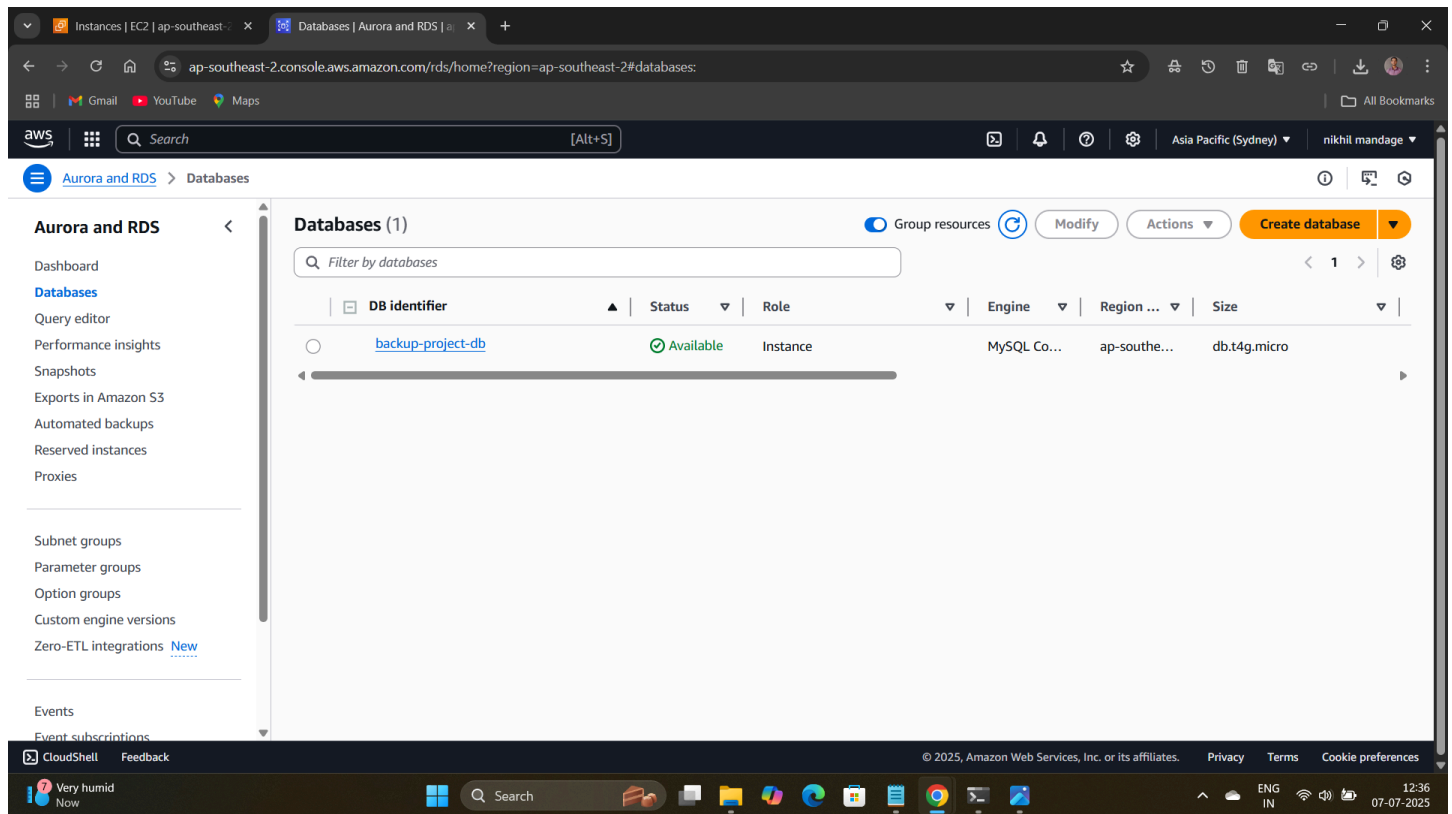 Instances | EC2 | ap-southeast-2
Databases | Aurora and RDS | ap
ap-southeast-2.console.aws.amazon.com/rds/home?region=ap-southeast-2#databases:
Gmail YouTube Maps All Bookmarks
aws Search [Alt+S] Asia Pacific (Sydney) nikhil mandage
Aurora and RDS > Databases
Aurora and RDS
Dashboard
Databases
Query editor
Performance insights
Snapshots
Exports in Amazon S3
Automated backups
Reserved instances
Proxies
Subnet groups
Parameter groups
Option groups
Custom engine versions
Zero-ETL integrations New
Events
Event subscriptions
Databases (1) Group resources Modify Actions Create database
Filter by databases 1
DB identifier Status Role Engine Region ... Size
backup-project-db Available Instance MySQL Co... ap-southe... db.t4g.micro
CloudShell Feedback © 2025, Amazon Web Services, Inc. or its affiliates. Privacy Terms Cookie preferences
7 Very humid
Now
Search
ENG
IN
12:36
07-07-2025